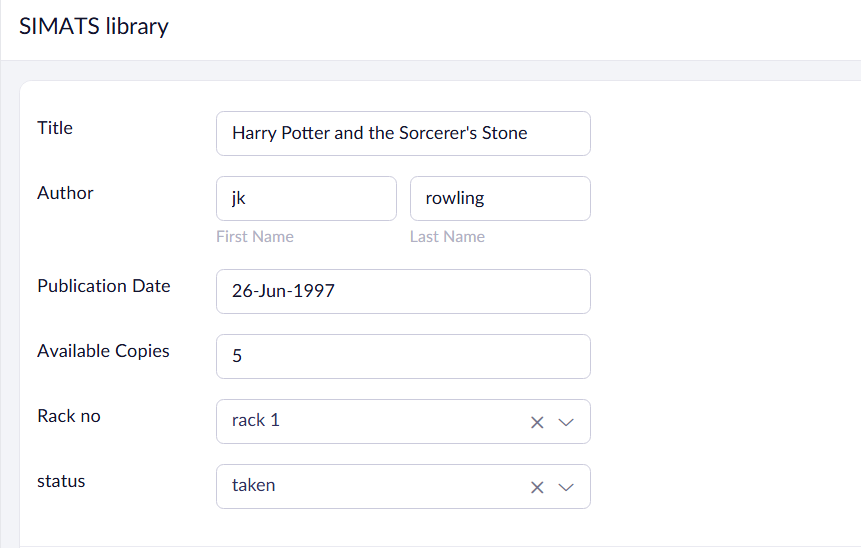 SIMATS library
Title
Harry Potter and the Sorcerer's Stone
Author
jk
rowling
First Name
Last Name
Publication Date
26-Jun-1997
Available Copies
5
Rack no
rack 1
status
taken